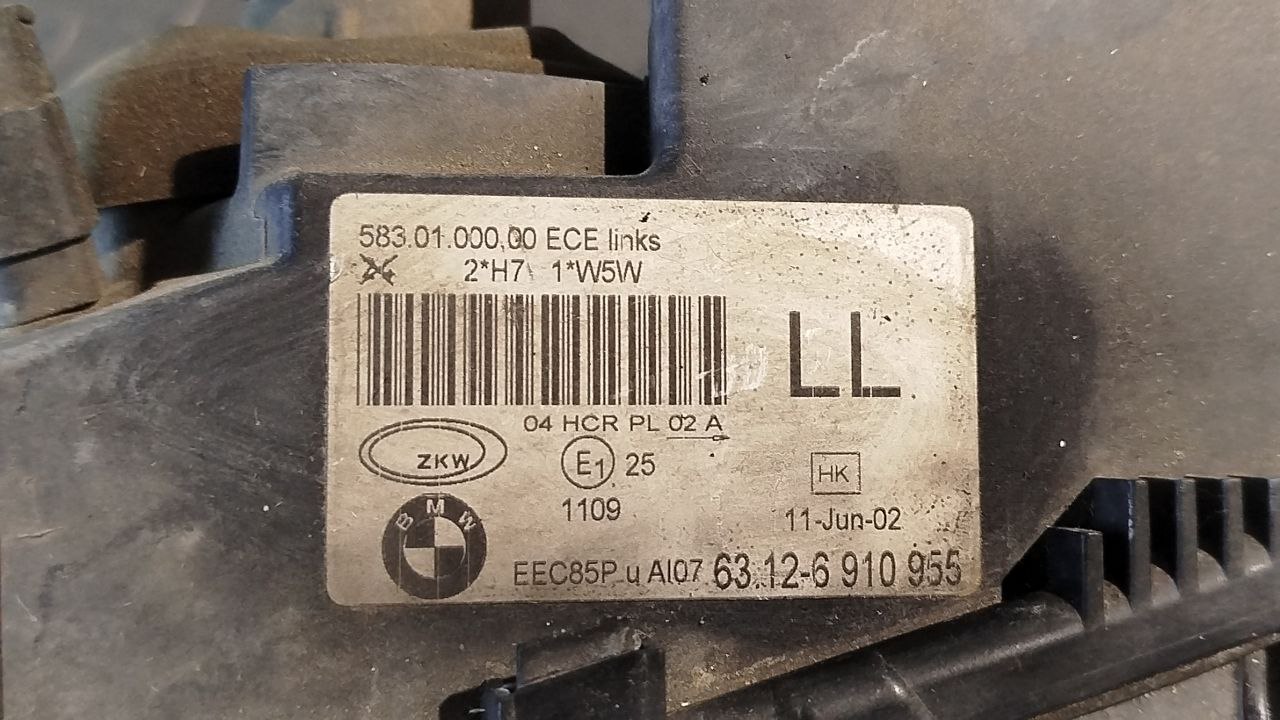 583.01.000,00 ECE links
2*H7 1*W5W
LL
04 HCR PL 02 A
ZKW
E1 25
HK
1109
11-Jun-02
BMW
EEC85P u AI07 63.12-6 910 955